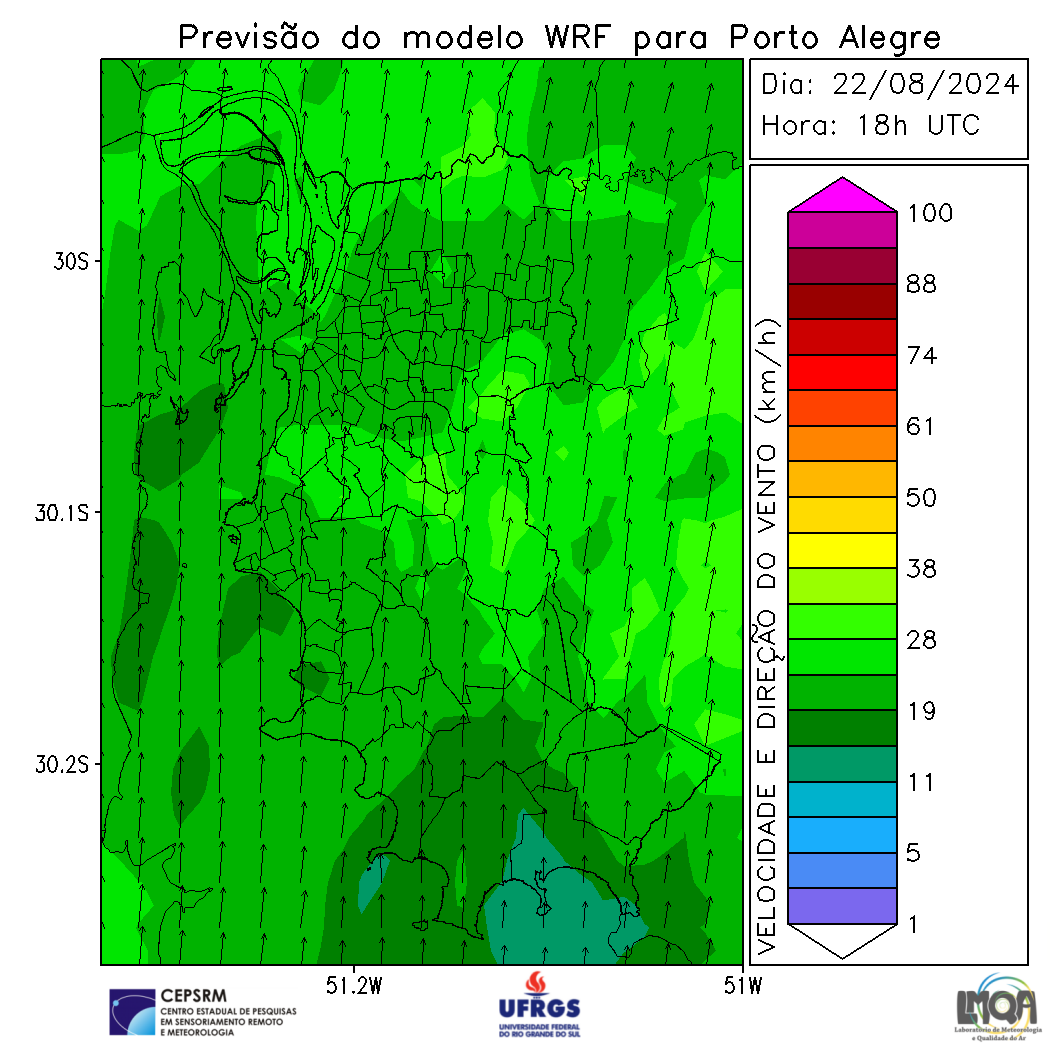 Previsão do modelo WRF para Porto Alegre
Dia: 22/08/2024
Hora: 18h UTC
30S
30.1S
30.2S
51.2W
51W
VELOCIDADE E DIREÇÃO DO VENTO (km/h)
100
88
74
61
50
38
28
19
11
5
1
CEPSRM
CENTRO ESTADUAL DE PESQUISAS
EM SENSORIAMENTO REMOTO
E METEOROLOGIA
UFRGS
UNIVERSIDADE FEDERAL
DO RIO GRANDE DO SUL
LMQA
Laboratório de Meteorologia
e Qualidade do Ar